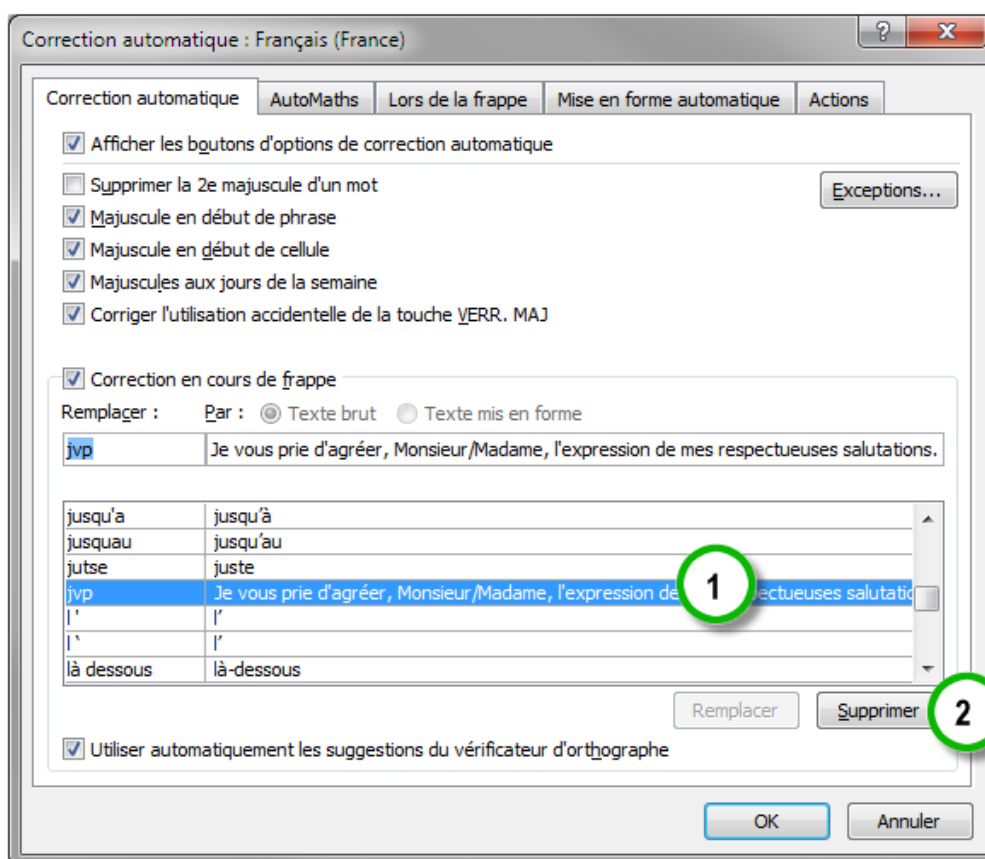 Correction automatique : Français (France)
Correction automatique AutoMaths Lors de la frappe Mise en forme automatique Actions
Afficher les boutons d'options de correction automatique
Supprimer la 2e majuscule d'un mot
Exceptions...
Majuscule en début de phrase
Majuscule en début de cellule
Majuscules aux jours de la semaine
Corriger l'utilisation accidentelle de la touche VERR. MAJ
Correction en cours de frappe
Remplacer : Par : Texte brut Texte mis en forme
jvp Je vous prie d'agréer, Monsieur/Madame, l'expression de mes respectueuses salutations.
jusqu'a jusqu’à
jusquau jusqu’au
jutse juste
jvp Je vous prie d'agréer, Monsieur/Madame, l'expression de 1 ectueuses salutatio
l ' l’
l ` l’
là dessous là-dessous
Remplacer Supprimer 2
Utiliser automatiquement les suggestions du vérificateur d'orthographe
OK Annuler